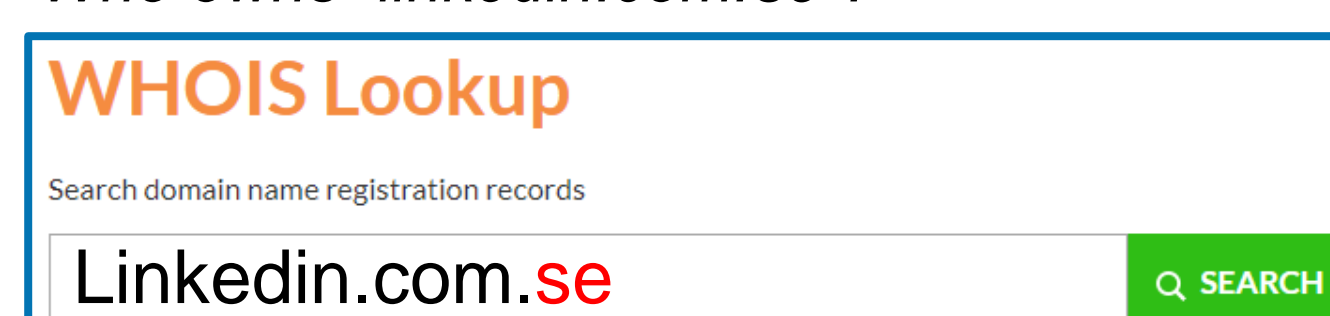 WHOIS Lookup
Search domain name registration records
Linkedin.com.se
SEARCH